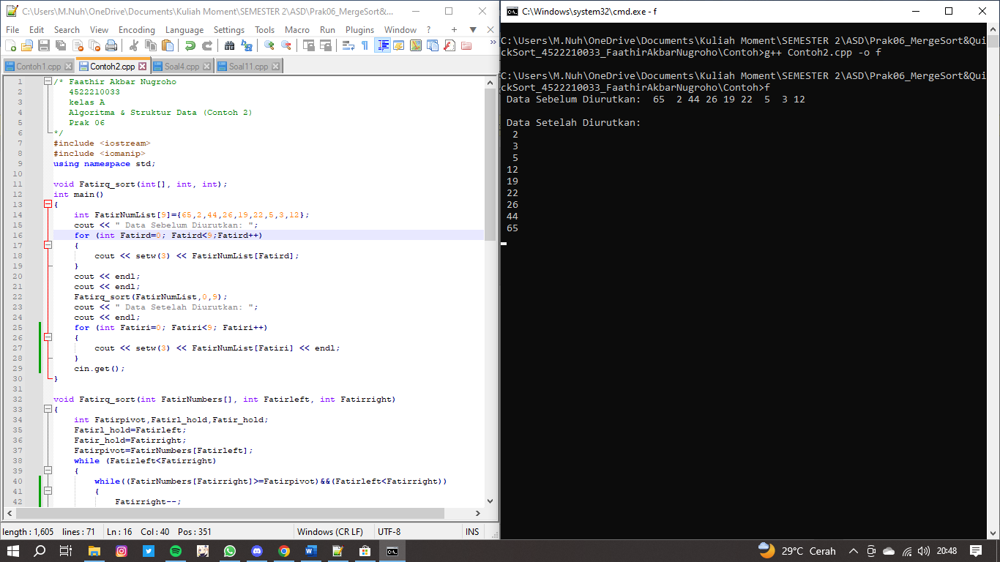 C:\Users\M.Nuh\OneDrive\Documents\Kuliah Moment\SEMESTER 2\ASD\Prak06_MergeSort&...
File Edit Search View Encoding Language Settings Tools Macro Run Plugins Window ? + ▼ X
Contoh1.cpp Contoh2.cpp Soal4.cpp Soal11.cpp
1 /* Faathir Akbar Nugroho
2 4522210033
3 kelas A
4 Algoritma & Struktur Data (Contoh 2)
5 Prak 06
6 */
7 #include <iostream>
8 #include <iomanip>
9 using namespace std;
10
11 void Fatirq_sort(int[], int, int);
12 int main()
13 {
14 int FatirNumList[9]={65,2,44,26,19,22,5,3,12};
15 cout << " Data Sebelum Diurutkan: ";
16 for (int Fatird=0; Fatird<9;Fatird++)
17 {
18 cout << setw(3) << FatirNumList[Fatird];
19 }
20 cout << endl;
21 cout << endl;
22 Fatirq_sort(FatirNumList,0,9);
23 cout << " Data Setelah Diurutkan: ";
24 cout << endl;
25 for (int Fatiri=0; Fatiri<9; Fatiri++)
26 {
27 cout << setw(3) << FatirNumList[Fatiri] << endl;
28 }
29 cin.get();
30 }
31
32 void Fatirq_sort(int FatirNumbers[], int Fatirleft, int Fatirright)
33 {
34 int Fatirpivot,Fatirl_hold,Fatir_hold;
35 Fatirl_hold=Fatirleft;
36 Fatir_hold=Fatirright;
37 Fatirpivot=FatirNumbers[Fatirleft];
38 while (Fatirleft<Fatirright)
39 {
40 while((FatirNumbers[Fatirright]>=Fatirpivot)&&(Fatirleft<Fatirright))
41 {
42 Fatirright--;
length : 1,605 lines : 71 Ln : 16 Col : 40 Pos : 351 Windows (CR LF) UTF-8 INS
C:\Windows\system32\cmd.exe - f
C:\Users\M.Nuh\OneDrive\Documents\Kuliah Moment\SEMESTER 2\ASD\Prak06_MergeSort&Qui
ckSort_4522210033_FaathirAkbarNugroho\Contoh>g++ Contoh2.cpp -o f
C:\Users\M.Nuh\OneDrive\Documents\Kuliah Moment\SEMESTER 2\ASD\Prak06_MergeSort&Qui
ckSort_4522210033_FaathirAkbarNugroho\Contoh>f
Data Sebelum Diurutkan: 65 2 44 26 19 22 5 3 12
Data Setelah Diurutkan:
2
3
5
12
19
22
26
44
65
29°C Cerah 20:48